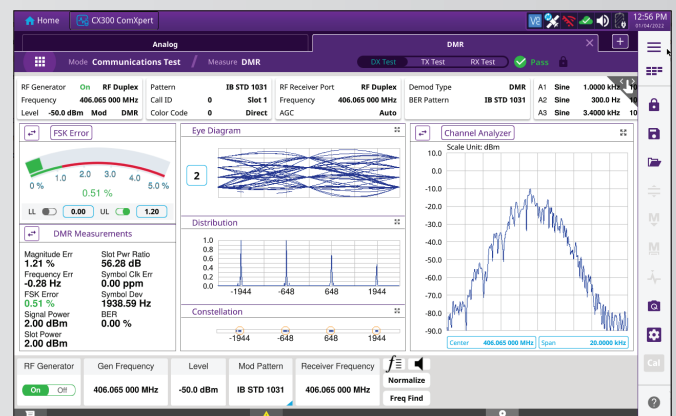 Home
CX300 ComXpert
12:56 PM
01/04/2022
Analog
DMR
Mode Communications Test / Measure DMR
DX Test
TX Test
RX Test
Pass
RF Generator On RF Duplex
Frequency 406.065 000 MHz
Level -50.0 dBm Mod DMR
Pattern IB STD 1031
Call ID 0 Slot 1
Color Code 0 Direct
RF Receiver Port RF Duplex
Frequency 406.065 000 MHz
AGC Auto
Demod Type DMR
BER Pattern IB STD 1031
A1 Sine 1.0000 kHz 10
A2 Sine 300.0 Hz 10
A3 Sine 3.4000 kHz 10
FSK Error
0 % 1.0 2.0 3.0 4.0 5.0 %
0.51 %
LL 0.00 UL 1.20
DMR Measurements
Magnitude Err
1.21 %
Frequency Err
-0.28 Hz
FSK Error
0.51 %
Signal Power
2.00 dBm
Slot Power
2.00 dBm
Slot Pwr Ratio
56.28 dB
Symbol Clk Err
0.00 ppm
Symbol Dev
1938.59 Hz
BER
0.00 %
Eye Diagram
2
Distribution
1.0
0.8
0.6
0.4
0.2
0.0
-1944 -648 648 1944
Constellation
-1944 -648 648 1944
Channel Analyzer
Scale Unit: dBm
10.0
0.0
-10.0
-20.0
-30.0
-40.0
-50.0
-60.0
-70.0
-80.0
-90.0
Center 406.065 000 MHz
Span 20.0000 kHz
M
M
Cal
RF Generator
On Off
Gen Frequency
406.065 000 MHz
Level
-50.0 dBm
Mod Pattern
IB STD 1031
Receiver Frequency
406.065 000 MHz
Normalize
Freq Find